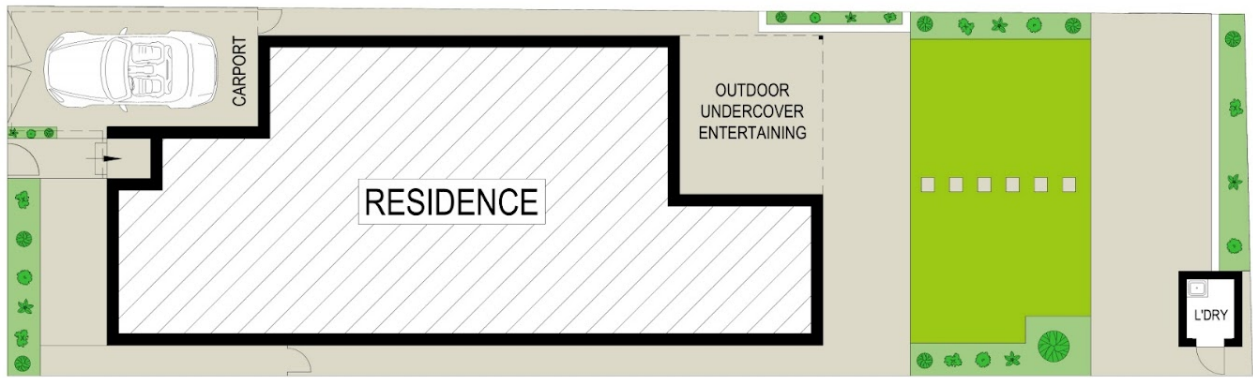 CARPORT
OUTDOOR
UNDERCOVER
ENTERTAINING
RESIDENCE
L'DRY